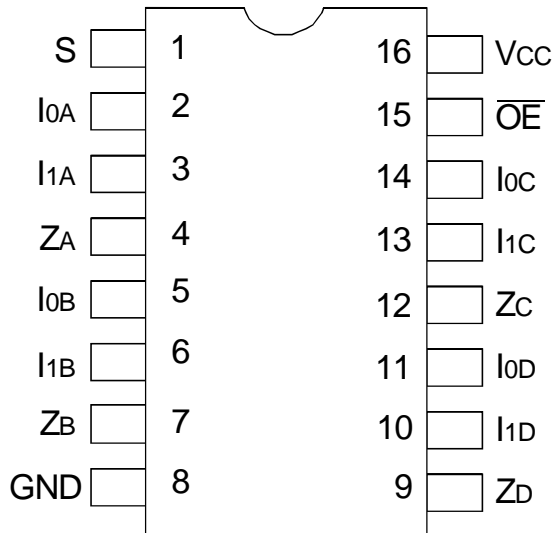 S 1 16 VCC
I0A 2 15 OE
I1A 3 14 I0C
ZA 4 13 I1C
I0B 5 12 ZC
I1B 6 11 I0D
ZB 7 10 I1D
GND 8 9 ZD